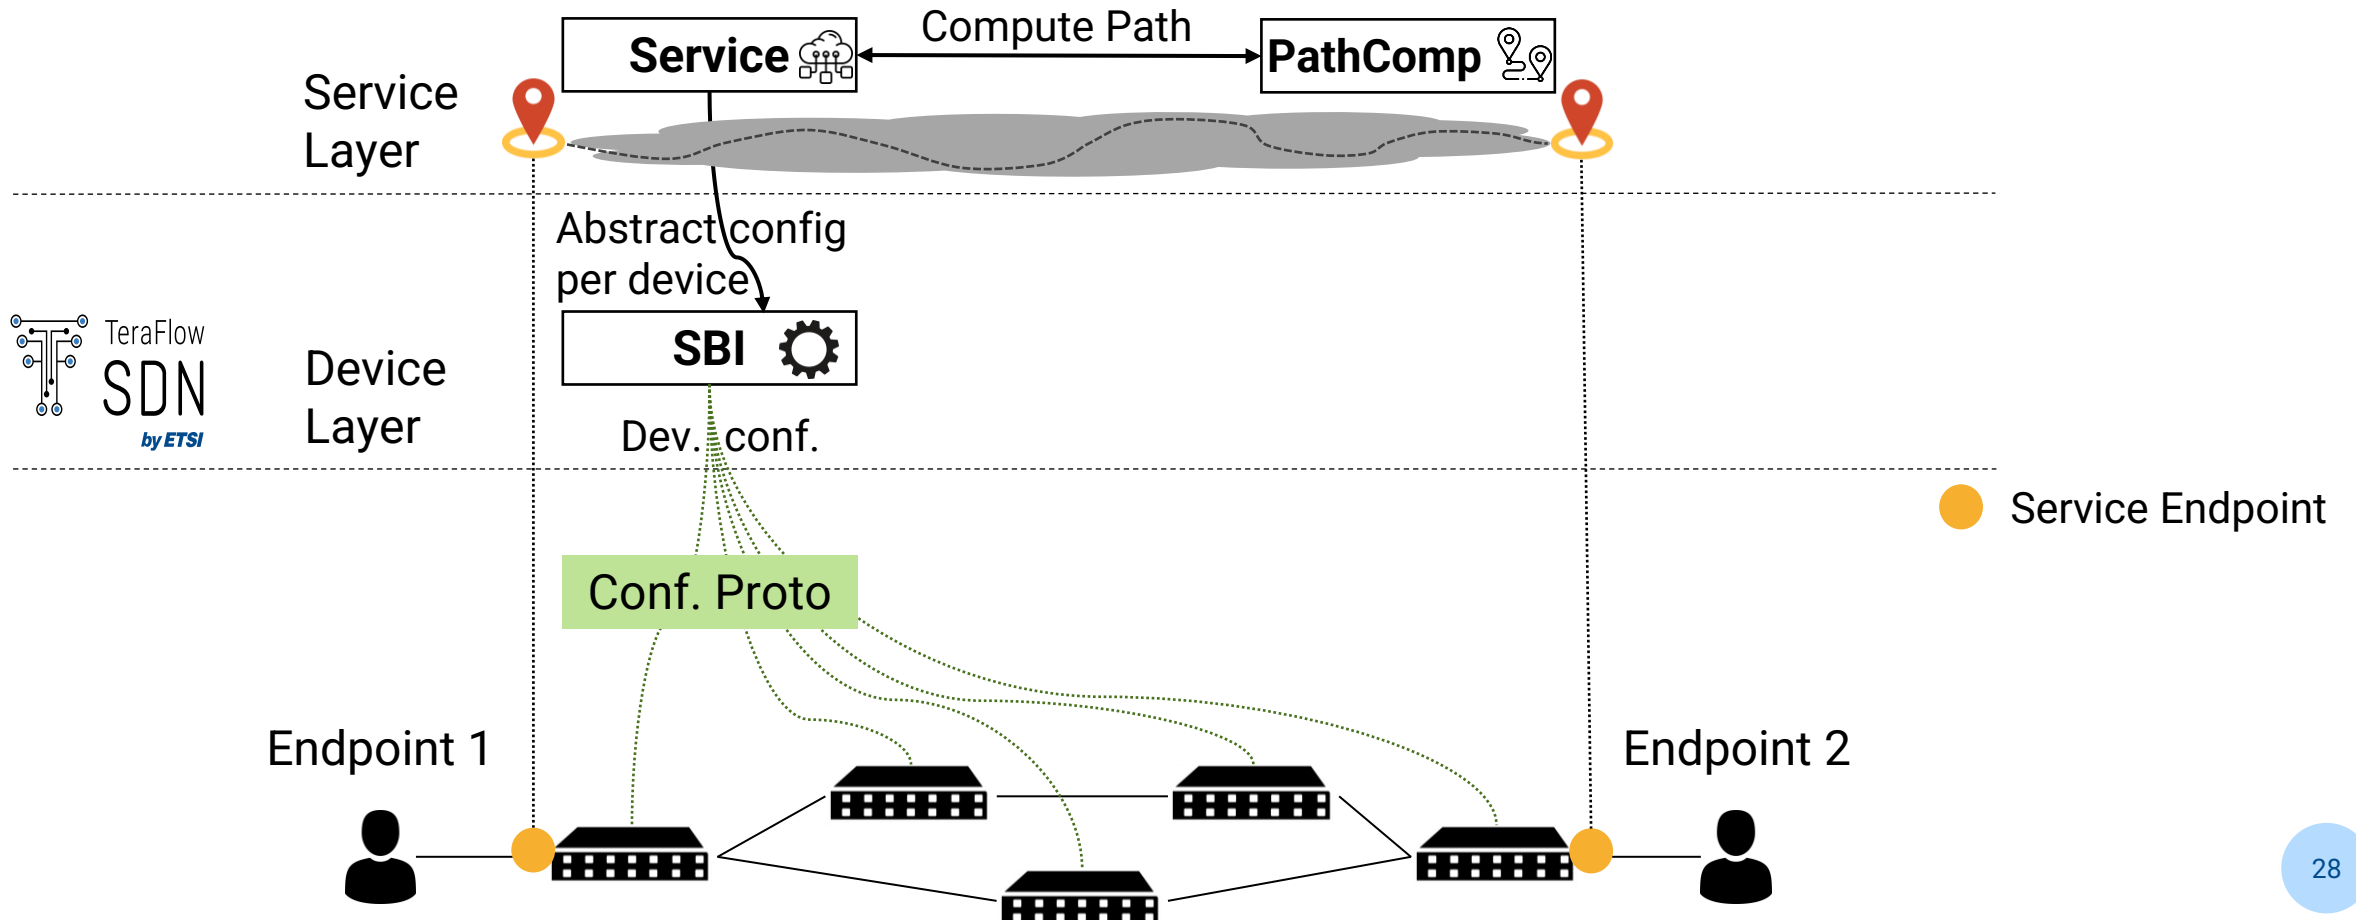 Service
Compute Path
PathComp
Service
Layer
Abstract config
per device
TeraFlow
SDN
by ETSI
SBI
Device
Layer
Dev. conf.
Service Endpoint
Conf. Proto
Endpoint 1
Endpoint 2
28